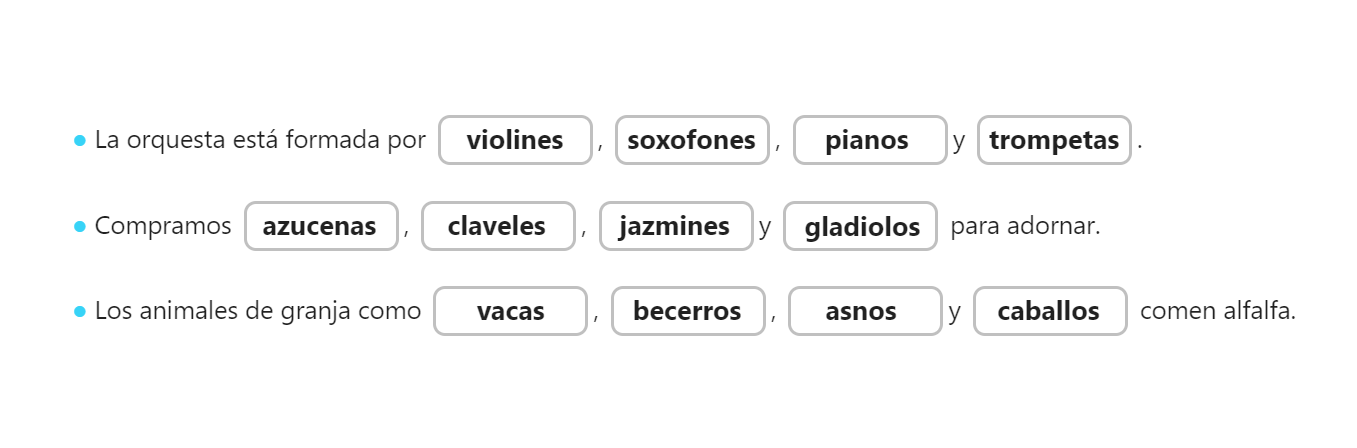 • La orquesta está formada por violines, soxofones, pianos y trompetas.
• Compramos azucenas, claveles, jazmines y gladiolos para adornar.
• Los animales de granja como vacas, becerros, asnos y caballos comen alfalfa.